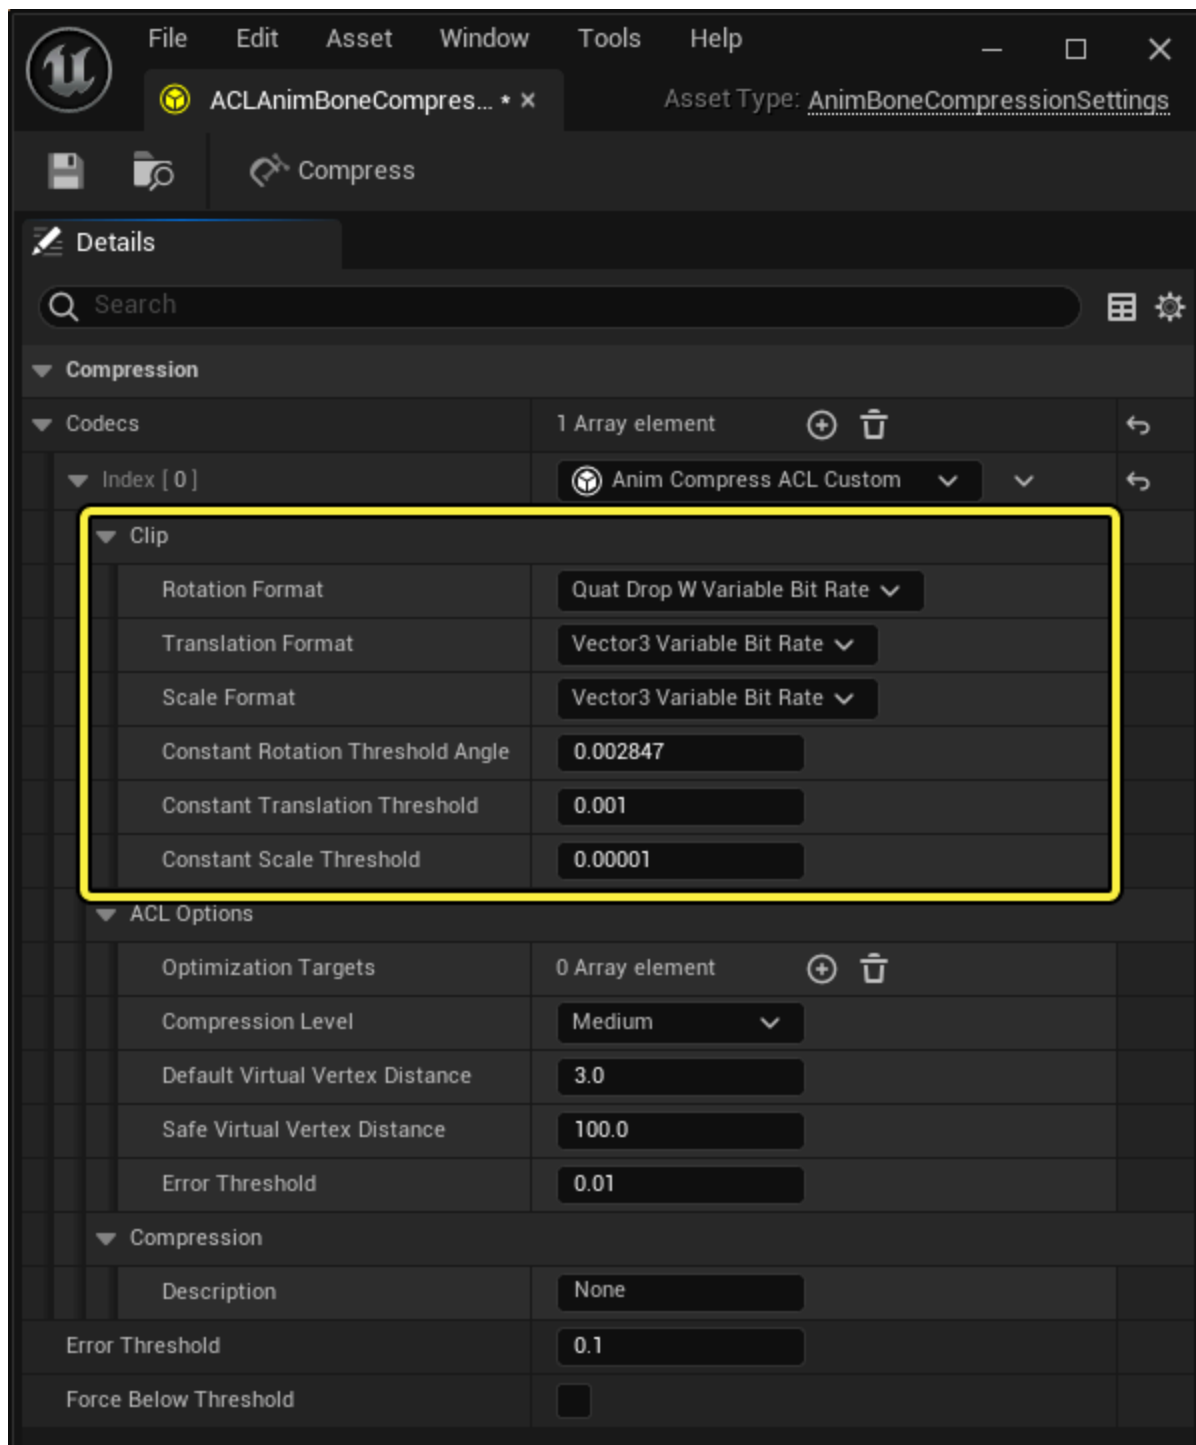 File Edit Asset Window Tools Help
ACLAnimBoneCompres... *
Asset Type: AnimBoneCompressionSettings
Compress
Details
Search
Compression
Codecs 1 Array element
Index [ 0 ] Anim Compress ACL Custom
Clip
Rotation Format Quat Drop W Variable Bit Rate
Translation Format Vector3 Variable Bit Rate
Scale Format Vector3 Variable Bit Rate
Constant Rotation Threshold Angle 0.002847
Constant Translation Threshold 0.001
Constant Scale Threshold 0.00001
ACL Options
Optimization Targets 0 Array element
Compression Level Medium
Default Virtual Vertex Distance 3.0
Safe Virtual Vertex Distance 100.0
Error Threshold 0.01
Compression
Description None
Error Threshold 0.1
Force Below Threshold